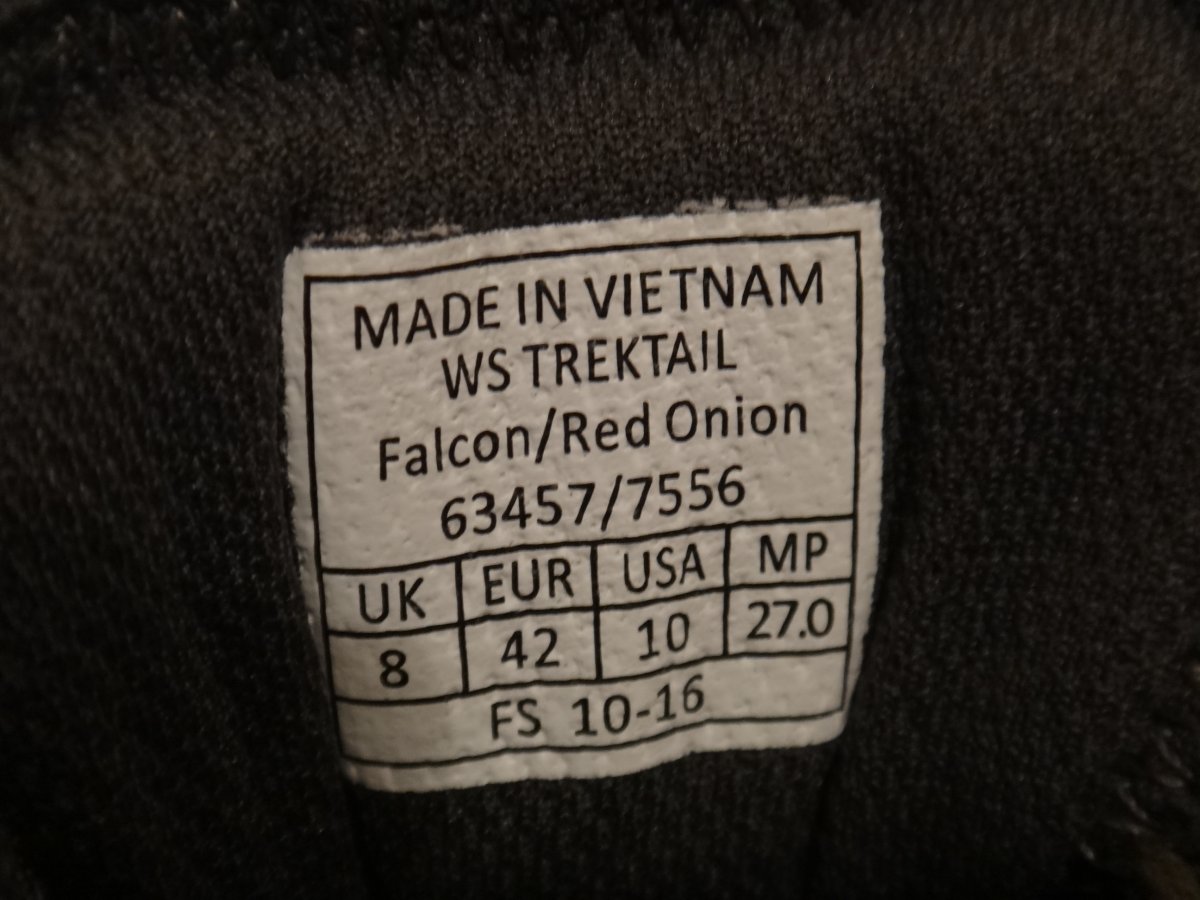 MADE IN VIETNAM
WS TREKTAIL
Falcon/Red Onion
63457/7556
UK EUR USA MP
8 42 10 27.0
FS 10-16